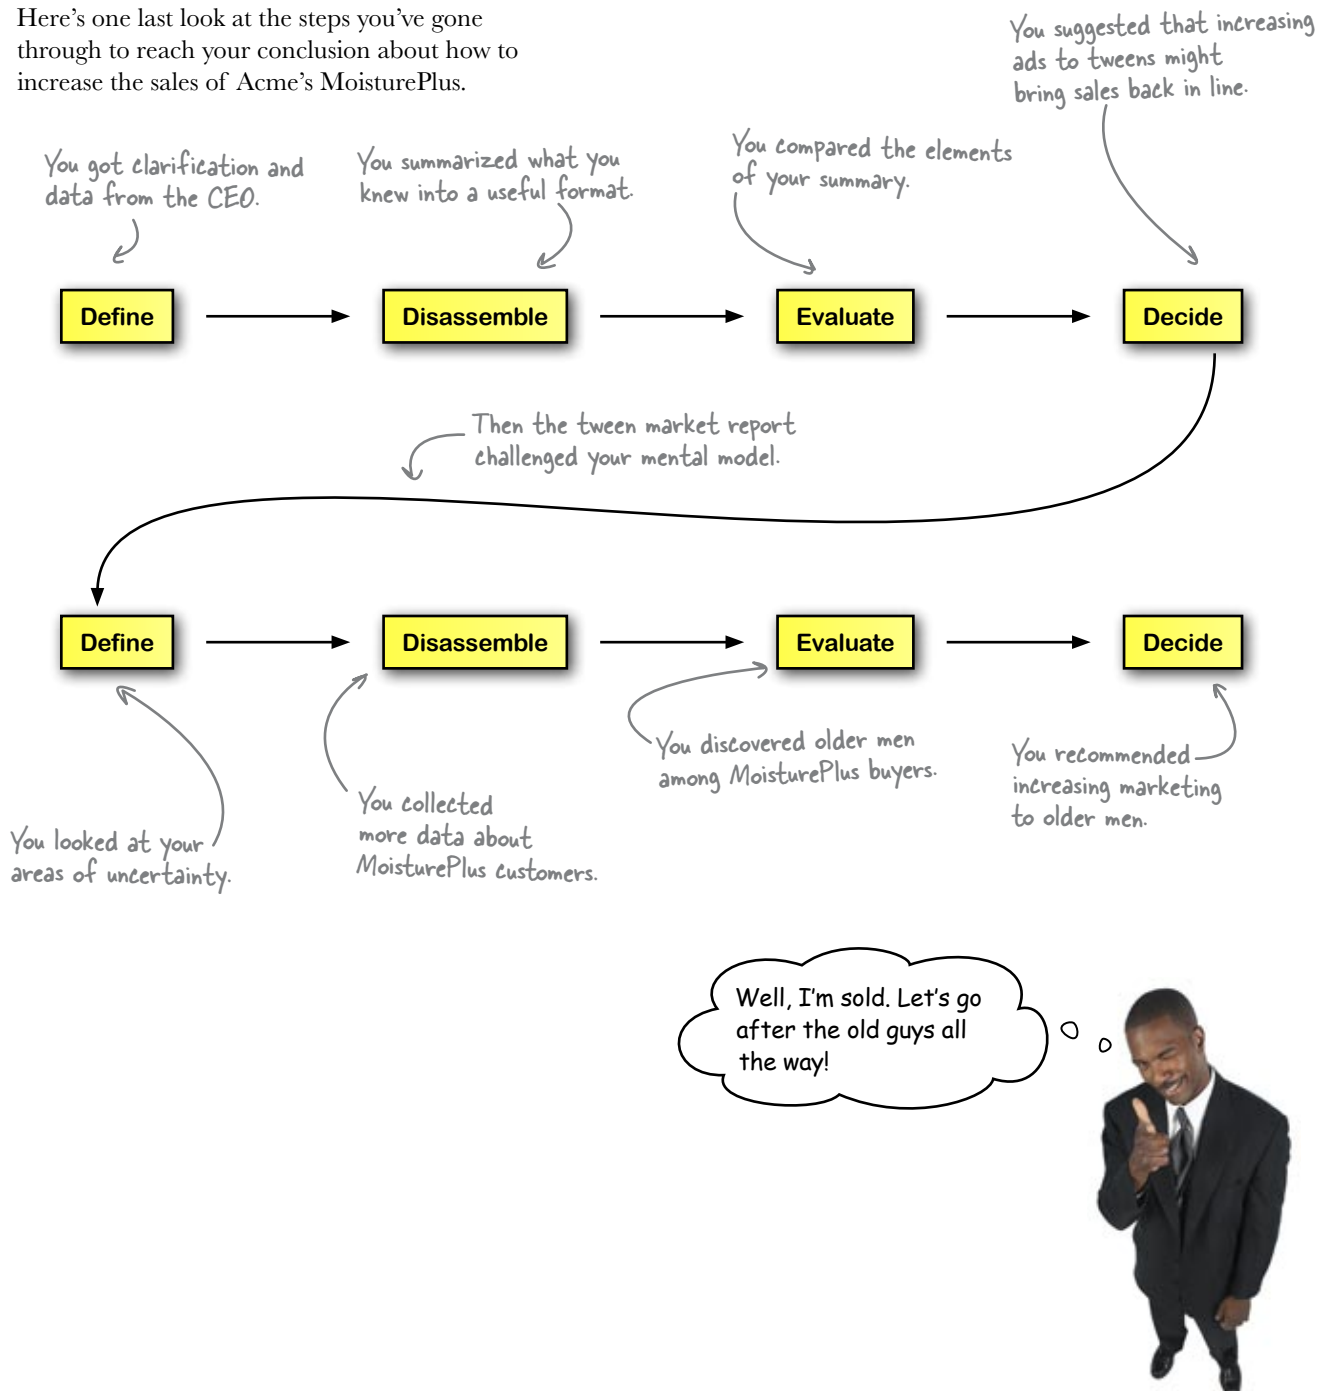 Here's one last look at the steps you've gone
through to reach your conclusion about how to
increase the sales of Acme's MoisturePlus.
You suggested that increasing
ads to tweens might
bring sales back in line.
You got clarification and
data from the CEO.
You summarized what you
knew into a useful format.
You compared the elements
of your summary.
Define
Disassemble
Evaluate
Decide
Then the tween market report
challenged your mental model.
Define
Disassemble
Evaluate
Decide
You looked at your
areas of uncertainty.
You collected
more data about
MoisturePlus customers.
You discovered older men
among MoisturePlus buyers.
You recommended
increasing marketing
to older men.
Well, I'm sold. Let's go
after the old guys all
the way!